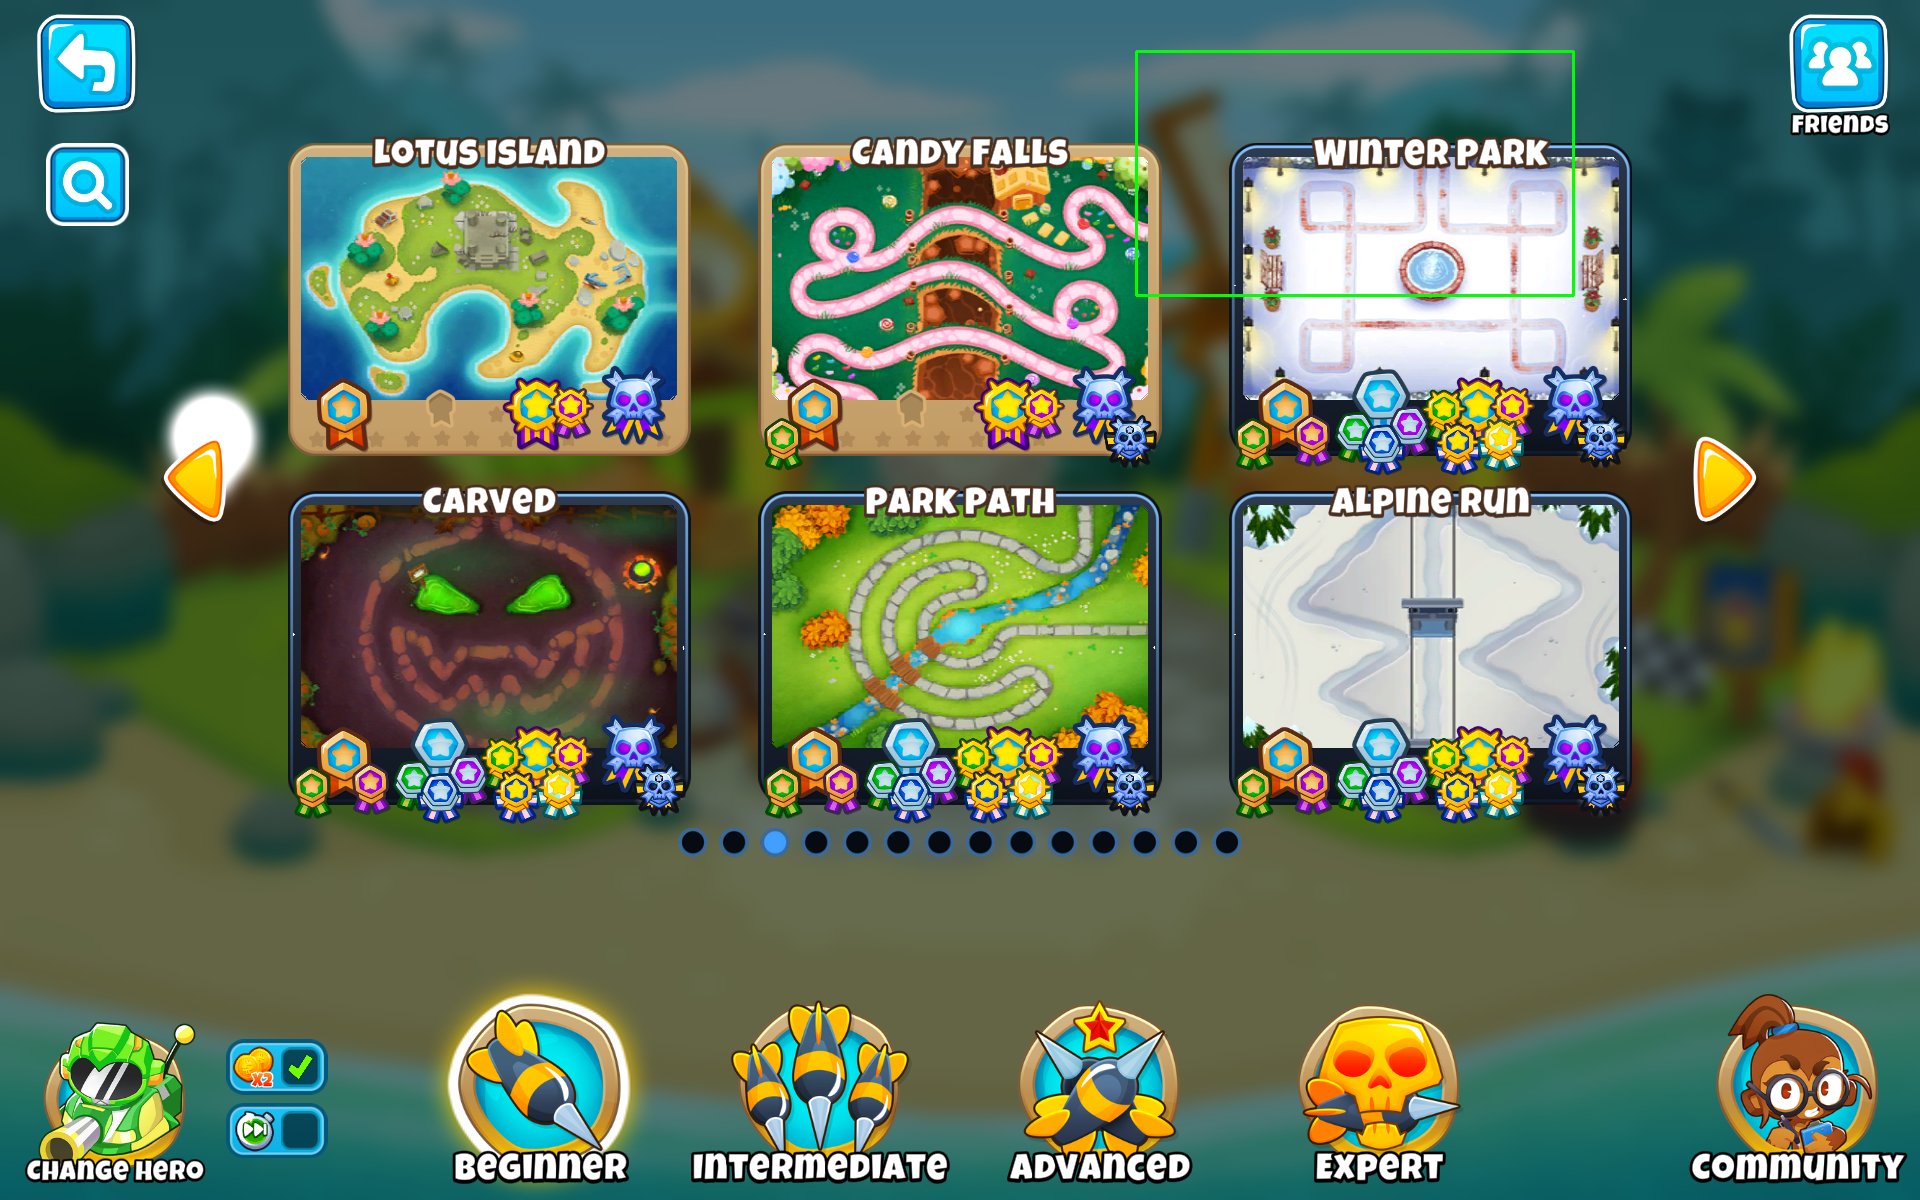 FRIENDS
LOTUS ISLAND
CANDY FALLS
WINTER PARK
CARVED
PARK PATH
ALPINE RUN
X2
CHANGE HERO
BEGINNER
INTERMEDIATE
ADVANCED
EXPERT
COMMUNITY